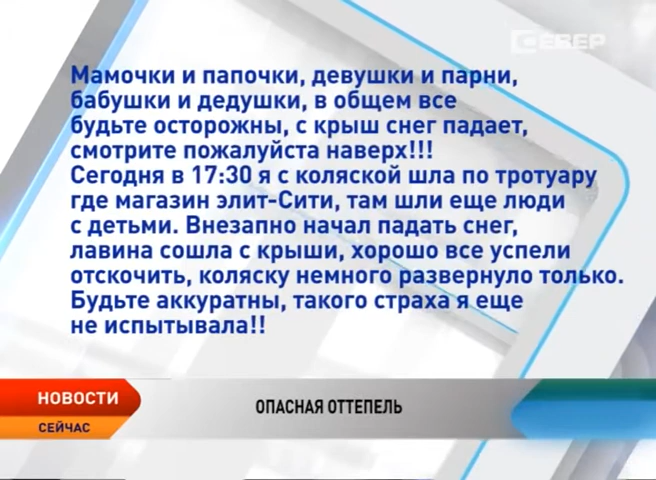 СЕВЕР
Мамочки и папочки, девушки и парни,
бабушки и дедушки, в общем все
будьте осторожны, с крыш снег падает,
смотрите пожалуйста наверх!!!
Сегодня в 17:30 я с коляской шла по тротуару
где магазин элит-Сити, там шли еще люди
с детьми. Внезапно начал падать снег,
лавина сошла с крыши, хорошо все успели
отскочить, коляску немного развернуло только.
Будьте аккуратны, такого страха я еще
не испытывала!!
НОВОСТИ
СЕЙЧАС
ОПАСНАЯ ОТТЕПЕЛЬ